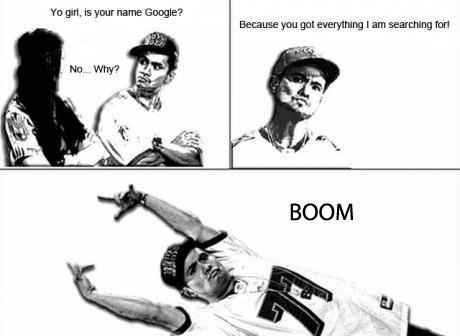 Yo girl, is your name Google?
No... Why?
Because you got everything I am searching for!
BOOM